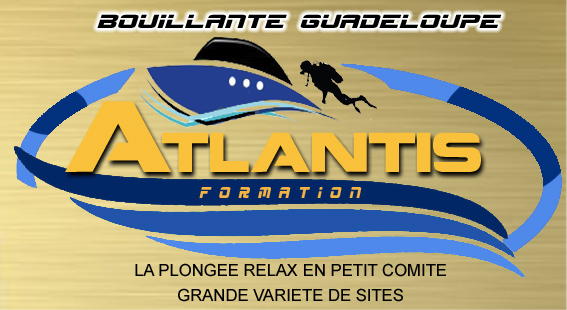 BOUILLANTE GUADELOUPE
ATLANTIS
FORMATION
LA PLONGEE RELAX EN PETIT COMITE
GRANDE VARIETE DE SITES